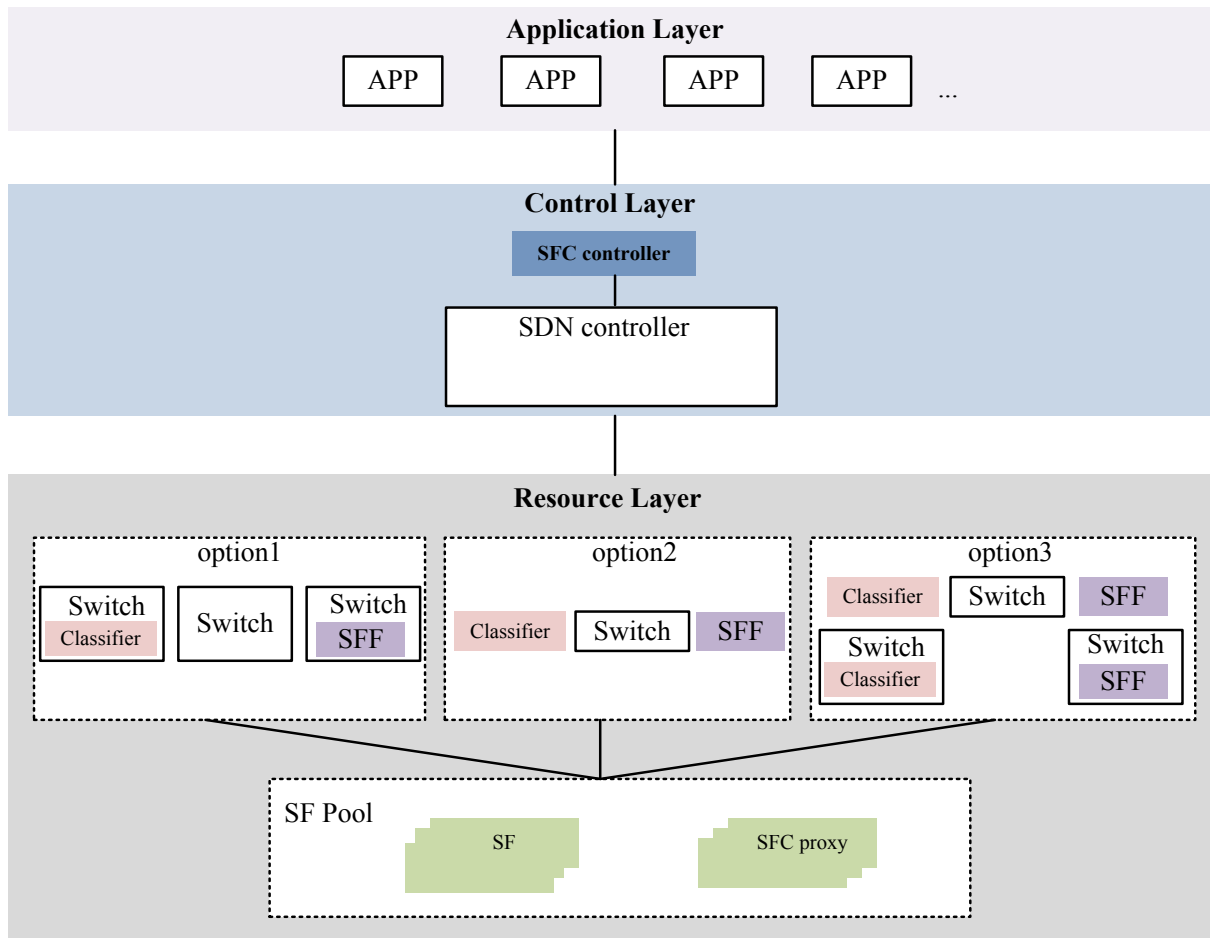 Application Layer
APP APP APP APP ...
Control Layer
SFC controller
SDN controller
Resource Layer
option1
Switch
Classifier
Switch
Switch
SFF
option2
Classifier
Switch
SFF
option3
Classifier
Switch
SFF
Switch
Classifier
Switch
SFF
SF Pool
SF
SFC proxy